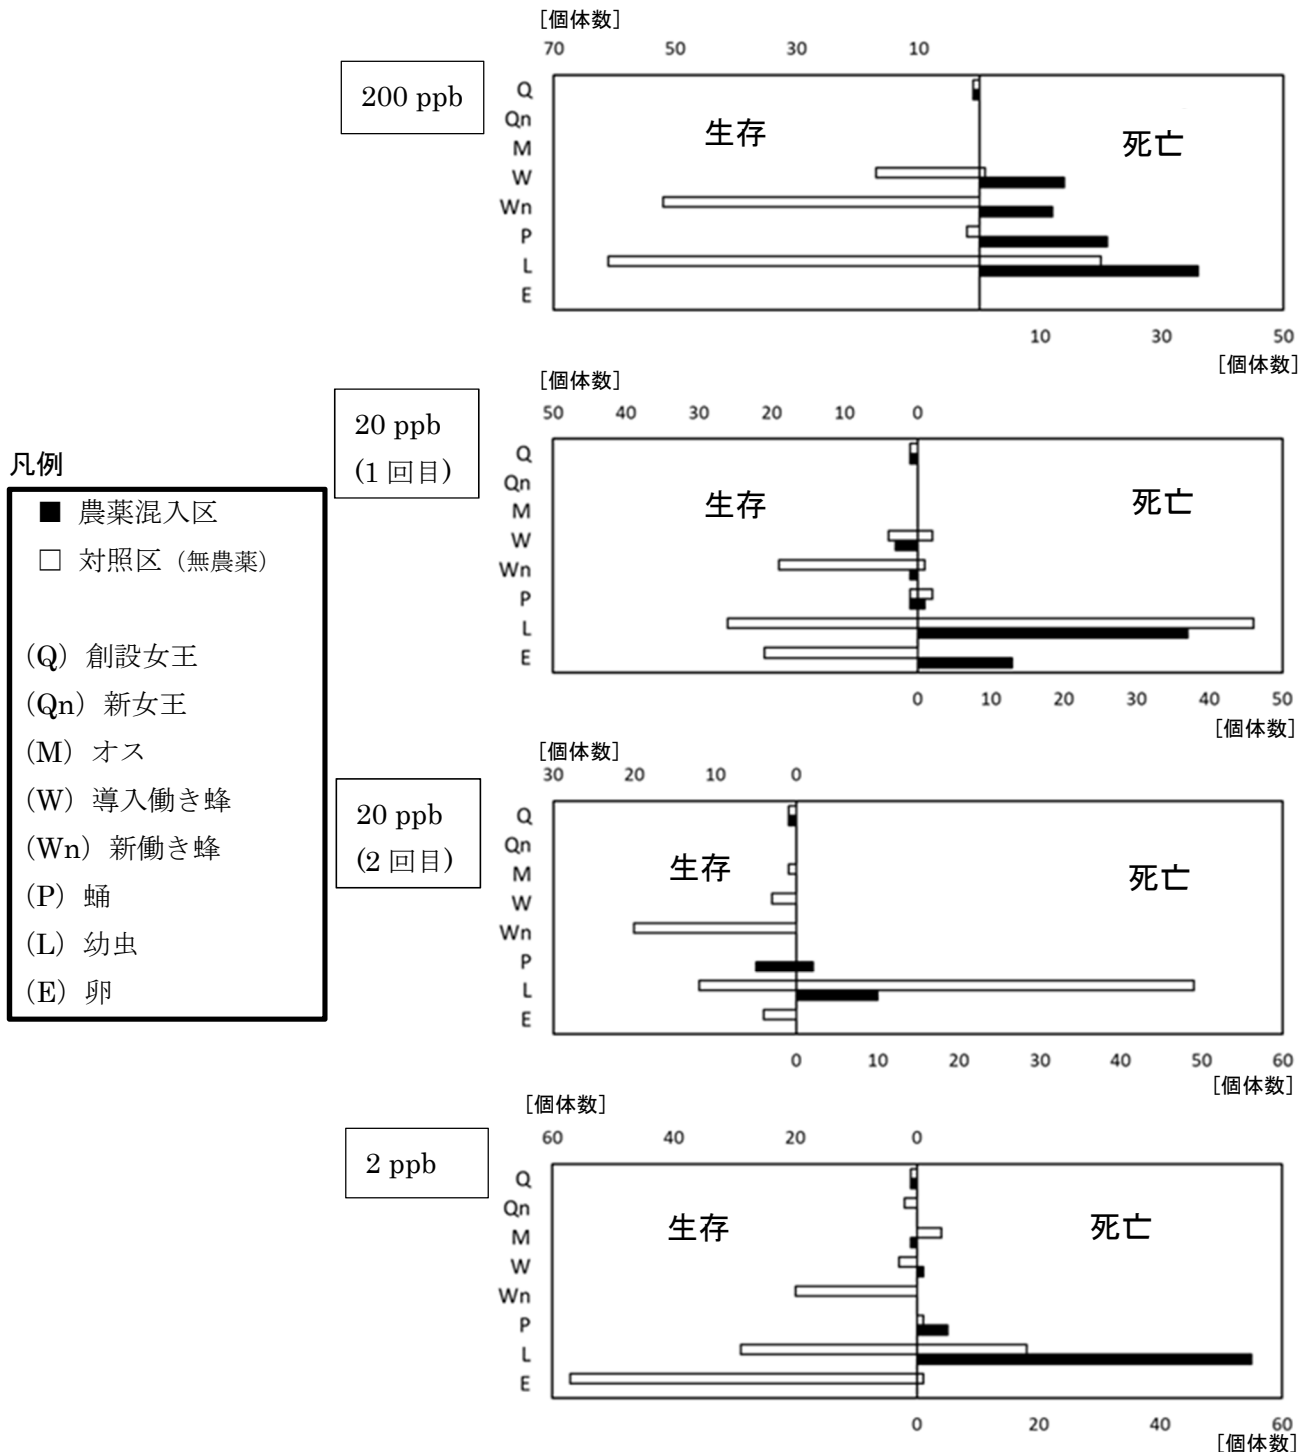 [個体数]
70 50 30 10
200 ppb
Q
Qn
M
W
Wn
P
L
E
生存
死亡
10 30 50
[個体数]
[個体数]
50 40 30 20 10 0
20 ppb
(1 回目)
Q
Qn
M
W
Wn
P
L
E
生存
死亡
0 10 20 30 40 50
[個体数]
凡例
■ 農薬混入区
□ 対照区（無農薬）
（Q）創設女王
（Qn）新女王
（M）オス
（W）導入働き蜂
（Wn）新働き蜂
（P）蛹
（L）幼虫
（E）卵
[個体数]
30 20 10 0
20 ppb
(2 回目)
Q
Qn
M
W
Wn
P
L
E
生存
死亡
0 10 20 30 40 50 60
[個体数]
[個体数]
60 40 20 0
2 ppb
Q
Qn
M
W
Wn
P
L
E
生存
死亡
0 20 40 60
[個体数]